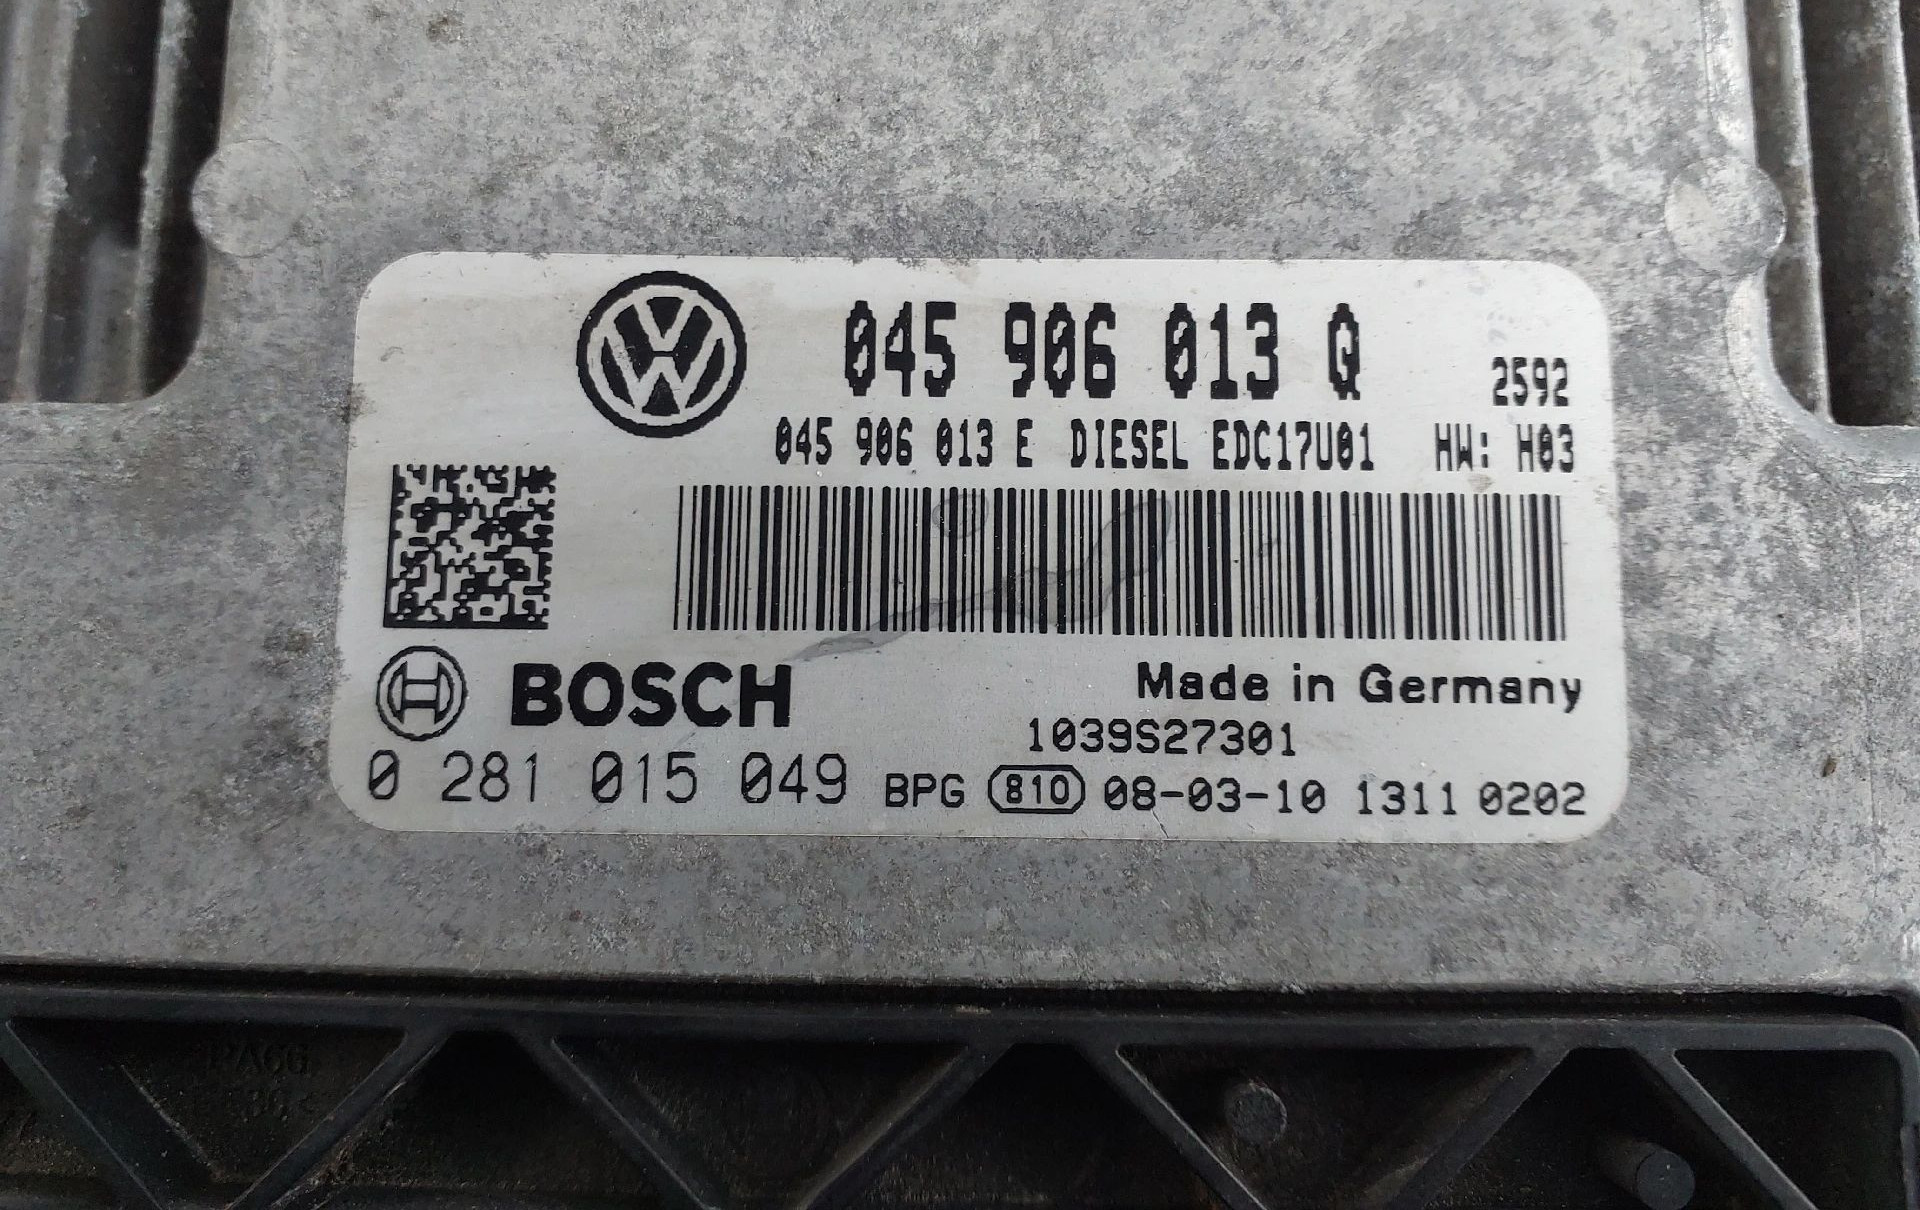 045 906 013 Q 2592
045 906 013 E DIESEL EDC17U01 HW: H03
BOSCH Made in Germany
1039S27301
0 281 015 049 BPG 810 08-03-10 1311 0202